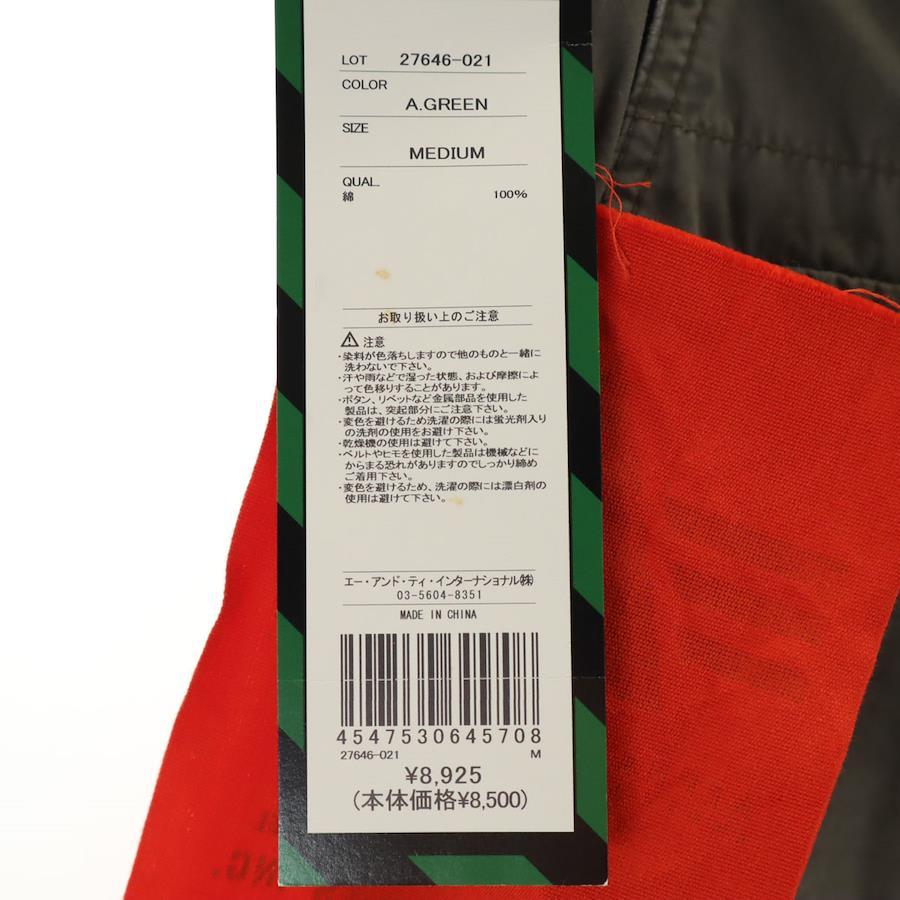 LOT 27646-021
COLOR
A.GREEN
SIZE
MEDIUM
QUAL.
綿 100%
お取り扱い上のご注意
注意
・染料が色落ちしますので他のものと一緒に
洗わないで下さい。
・汗や雨などで湿った状態、および摩擦によ
って色移りすることがあります。
・ボタン、リベットなど金属部品を使用した
製品は、突起部分にご注意下さい。
・変色を避けるため洗濯の際には蛍光剤入り
の洗剤の使用をお避け下さい。
・乾燥機の使用は避けて下さい。
・ベルトやヒモを使用した製品は機械などに
からまる恐れがありますのでしっかり締め
ご着用下さい。
・変色を避けるため、洗濯の際には漂白剤の
使用は避けて下さい。
エー・アンド・ティ・インターナショナル㈱
03-5604-8351
MADE IN CHINA
4547530645708
27646-021 M
¥8,925
(本体価格¥8,500)